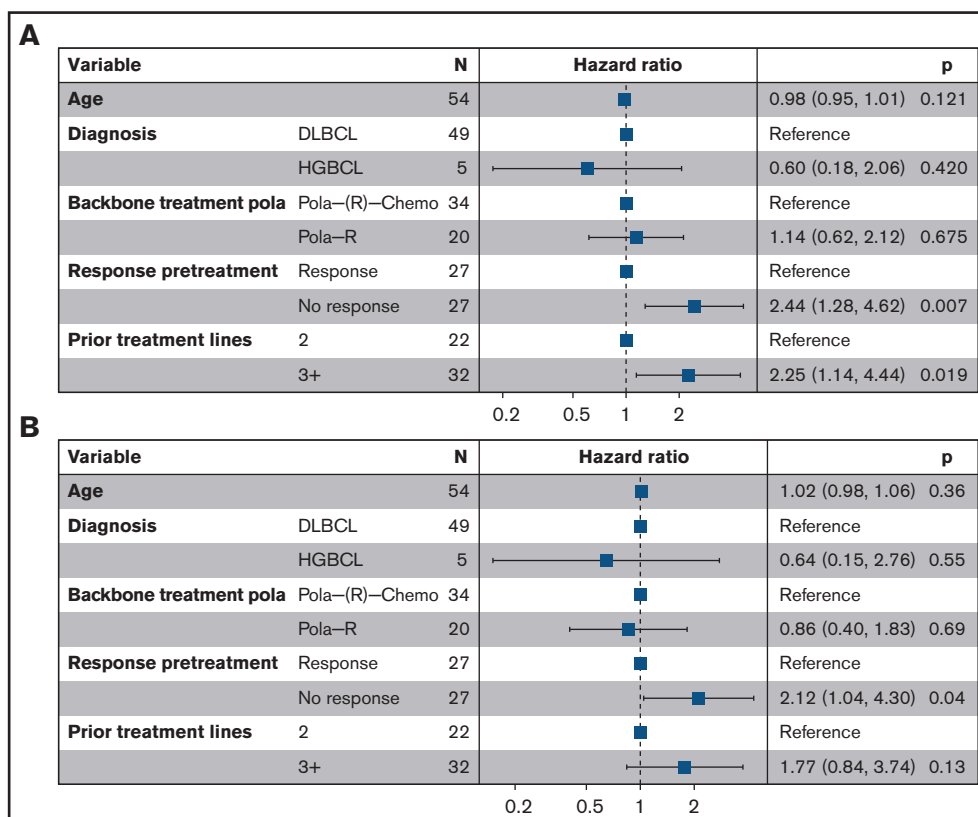 A
Variable N Hazard ratio p
Age 54 0.98 (0.95, 1.01) 0.121
Diagnosis DLBCL 49 Reference
HGBCL 5 0.60 (0.18, 2.06) 0.420
Backbone treatment pola Pola–(R)–Chemo 34 Reference
Pola–R 20 1.14 (0.62, 2.12) 0.675
Response pretreatment Response 27 Reference
No response 27 2.44 (1.28, 4.62) 0.007
Prior treatment lines 2 22 Reference
3+ 32 2.25 (1.14, 4.44) 0.019
0.2 0.5 1 2
B
Variable N Hazard ratio p
Age 54 1.02 (0.98, 1.06) 0.36
Diagnosis DLBCL 49 Reference
HGBCL 5 0.64 (0.15, 2.76) 0.55
Backbone treatment pola Pola–(R)–Chemo 34 Reference
Pola–R 20 0.86 (0.40, 1.83) 0.69
Response pretreatment Response 27 Reference
No response 27 2.12 (1.04, 4.30) 0.04
Prior treatment lines 2 22 Reference
3+ 32 1.77 (0.84, 3.74) 0.13
0.2 0.5 1 2